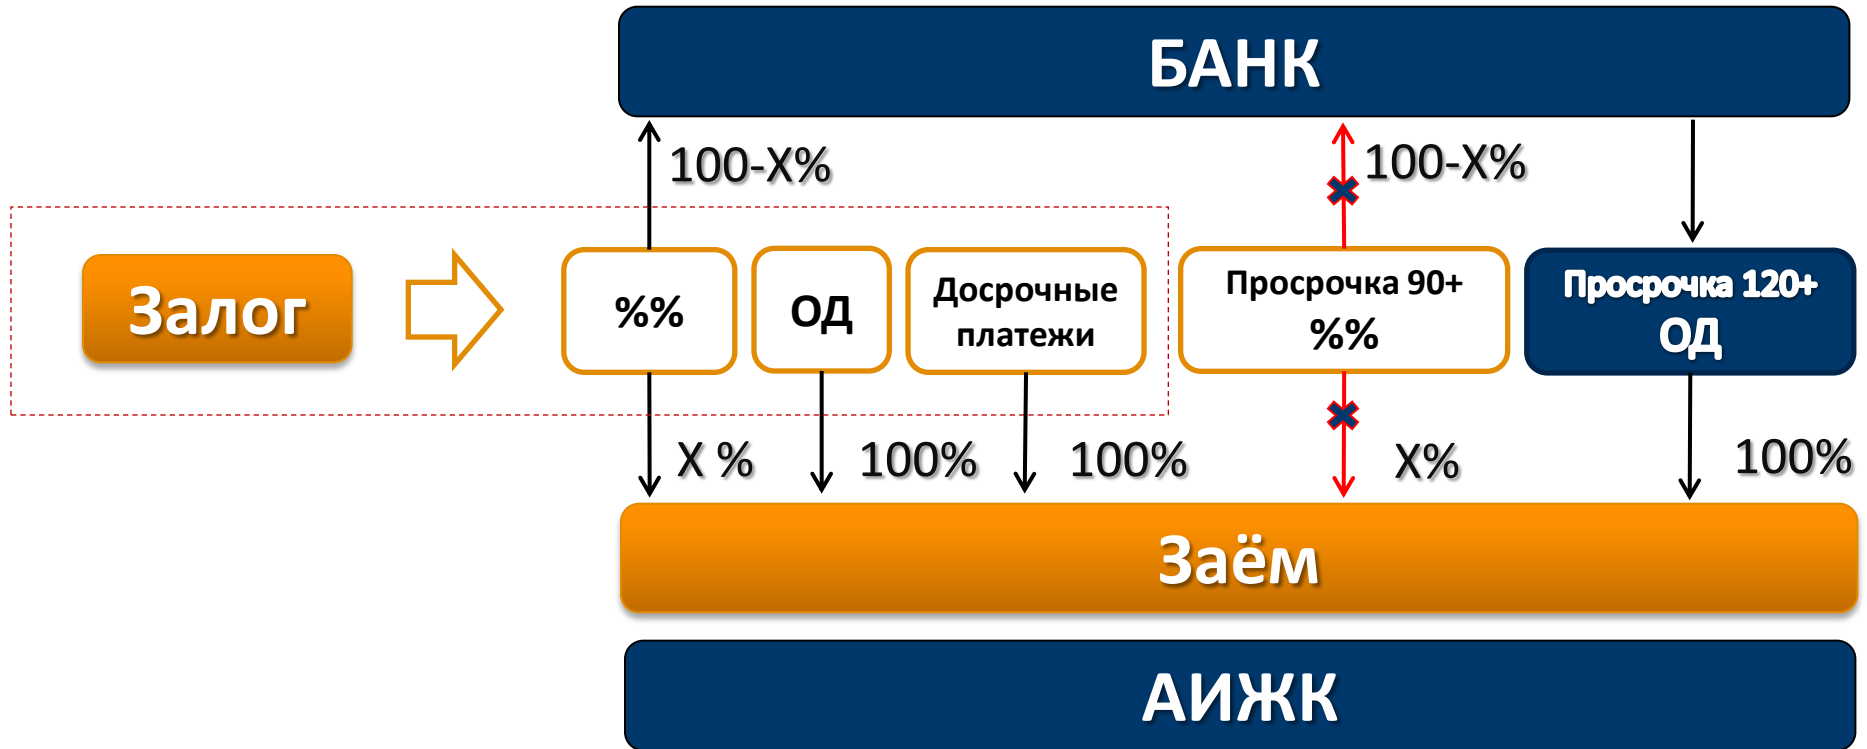 БАНК
100-X%
100-X%
Залог
%%
ОД
Досрочные
платежи
Просрочка 90+
%%
Просрочка 120+
ОД
X %
100%
100%
X%
100%
Заём
АИЖК